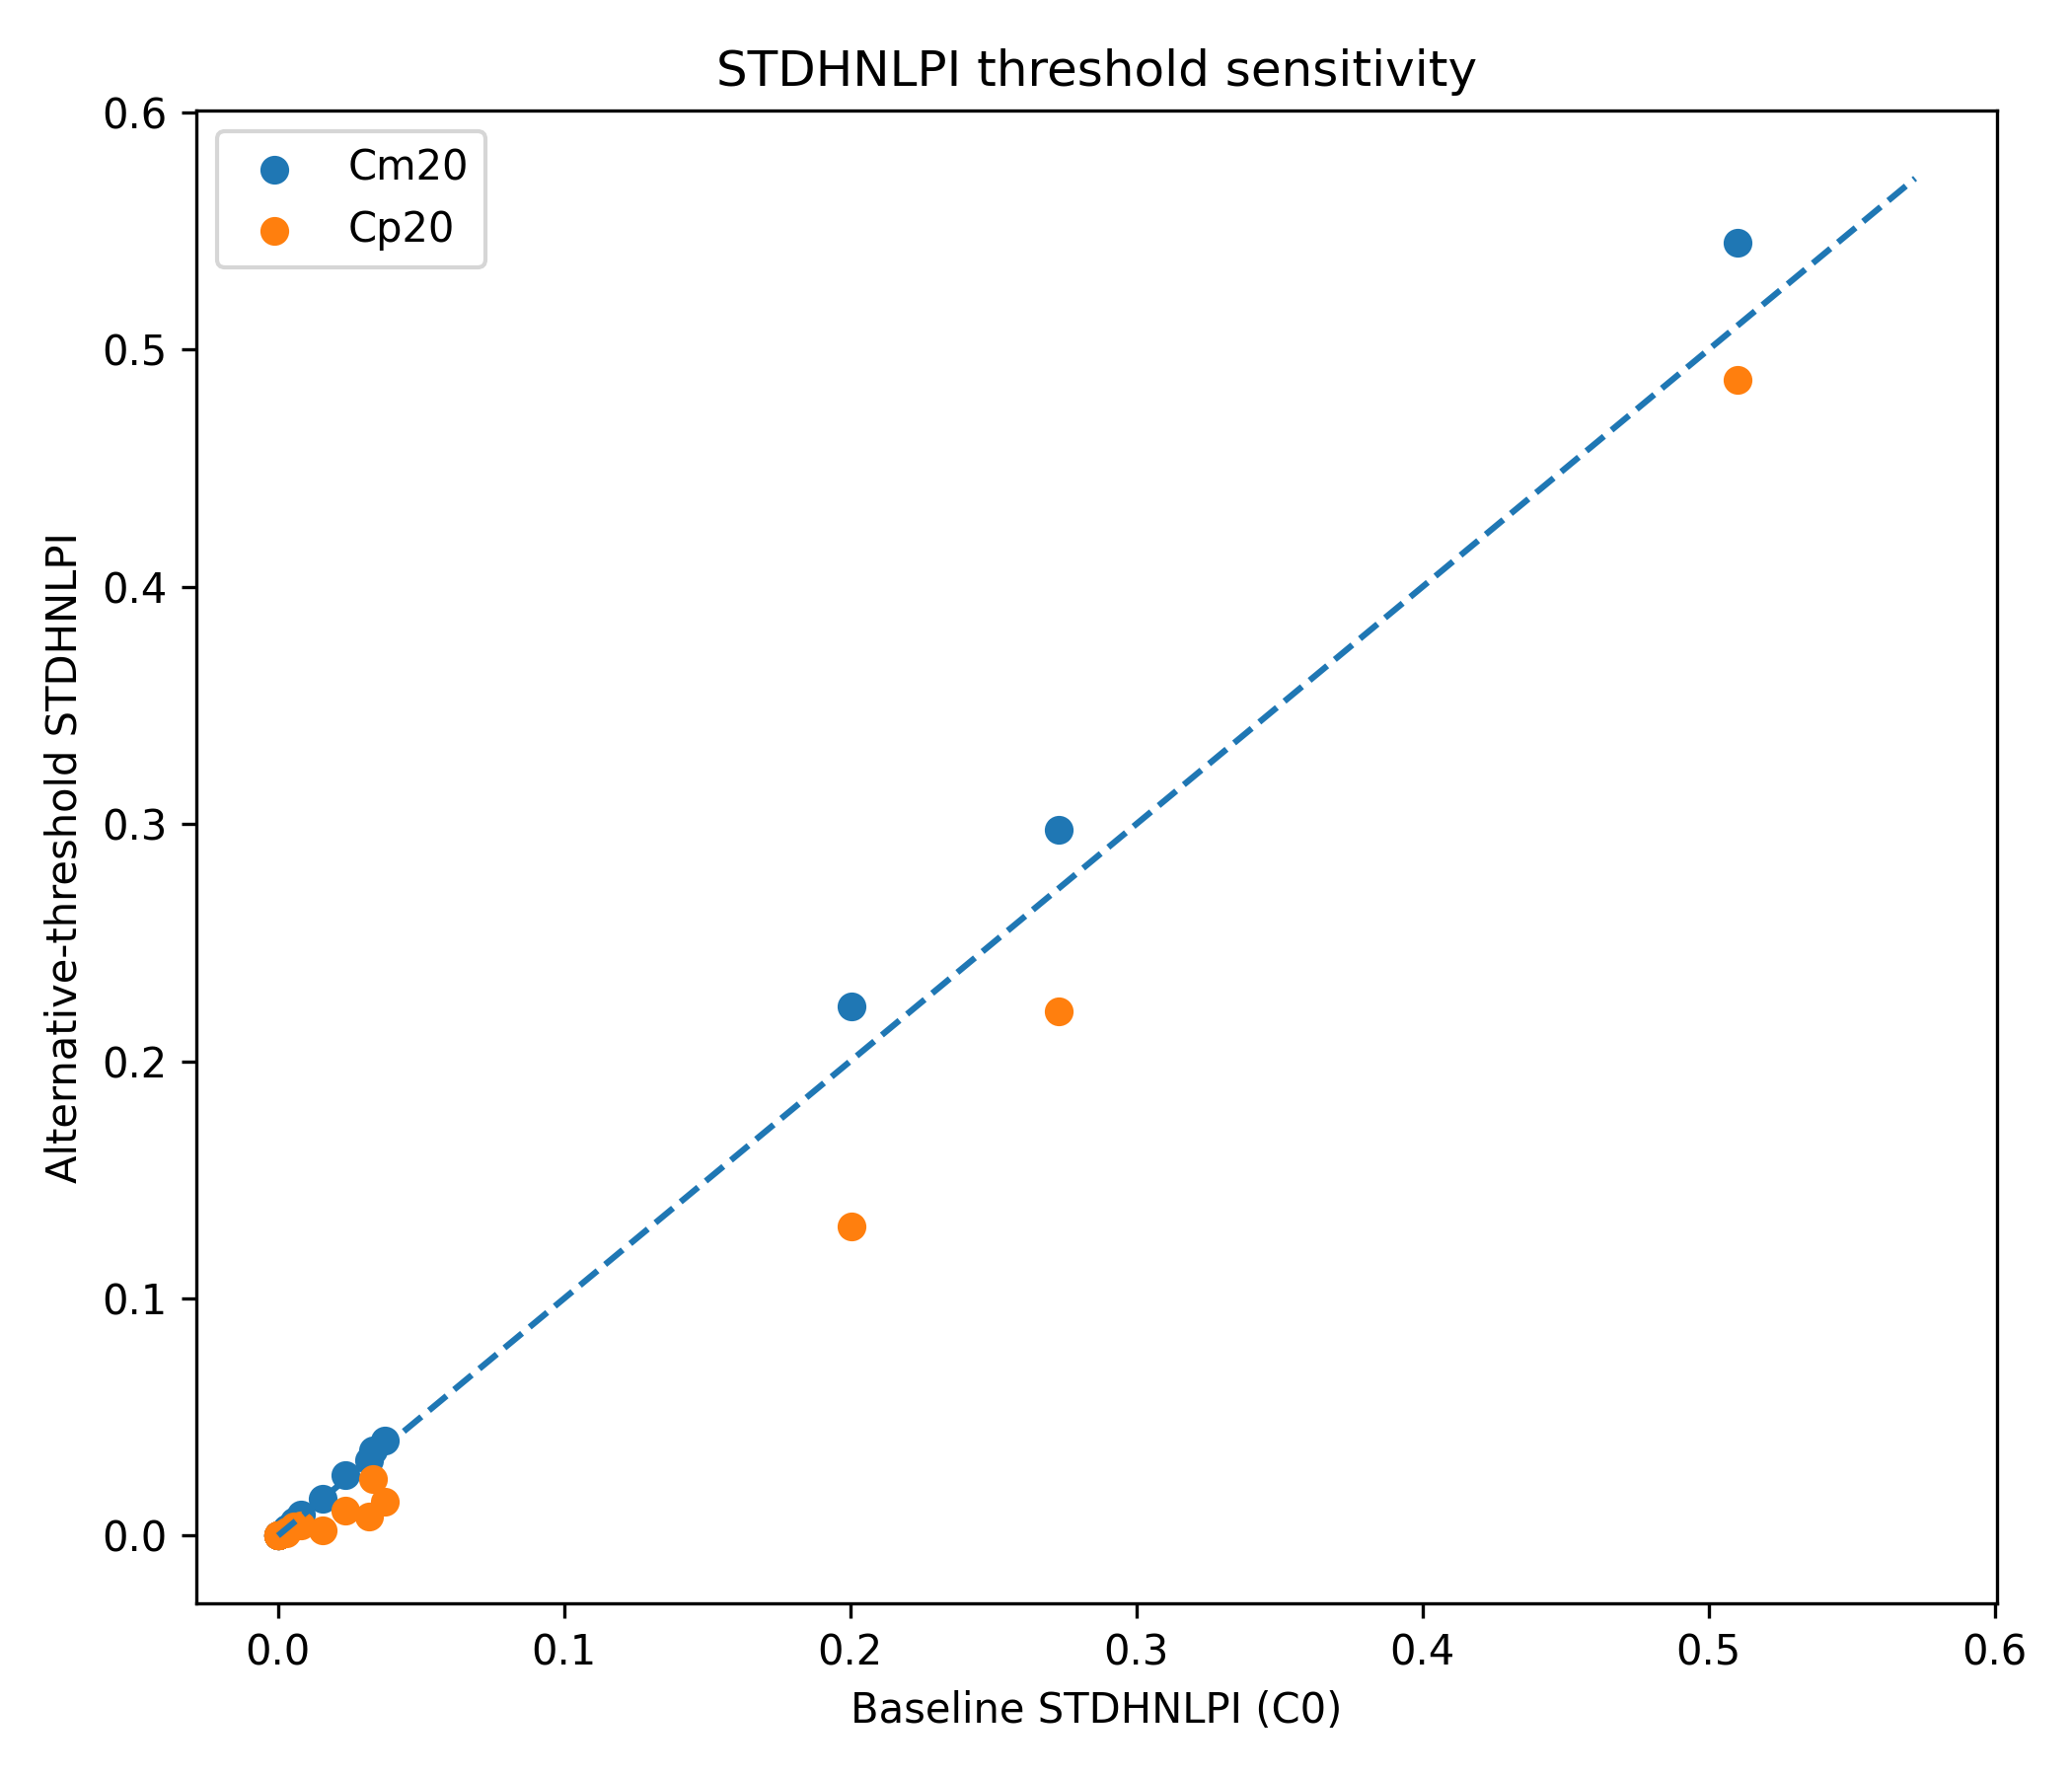 STDHNLPI threshold sensitivity
Cm20
Cp20
0.6
0.5
0.4
0.3
0.2
0.1
0.0
Alternative-threshold STDHNLPI
0.0 0.1 0.2 0.3 0.4 0.5 0.6
Baseline STDHNLPI (C0)